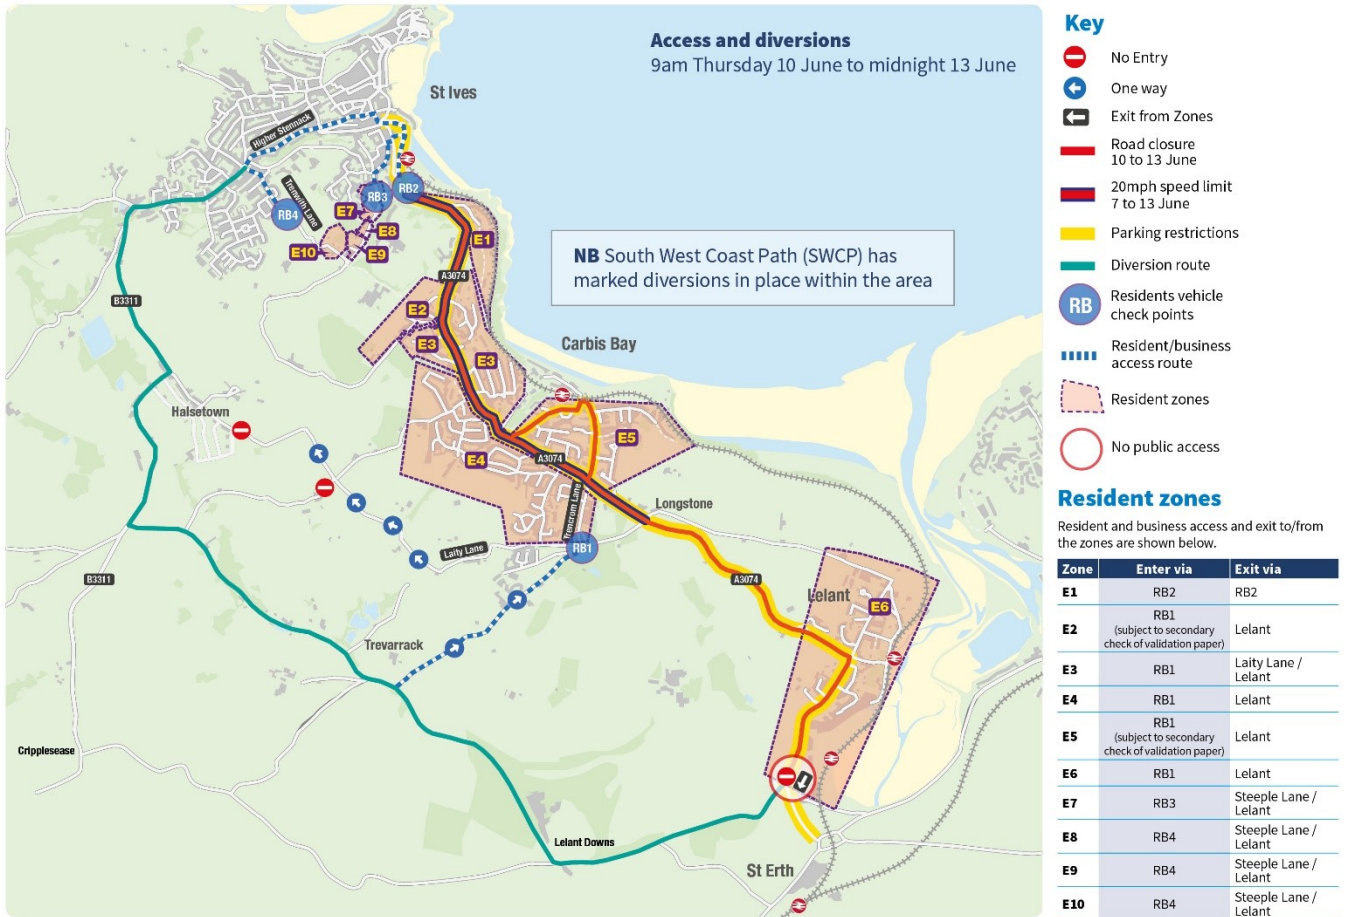 Access and diversions
9am Thursday 10 June to midnight 13 June
St Ives
Higher Stennack
Trenwith Lane
RB4
RB3
RB2
E7
E8
E9
E10
E1
A3074
NB South West Coast Path (SWCP) has
marked diversions in place within the area
B3311
E2
E3
E3
Carbis Bay
Halsetown
E5
E4
A3074
Longstone
Trencrom Lane
Laity Lane
RB1
B3311
A3074
Lelant
E6
Trevarrack
Cripplesease
Lelant Downs
St Erth
Key
No Entry
One way
Exit from Zones
Road closure
10 to 13 June
20mph speed limit
7 to 13 June
Parking restrictions
Diversion route
RB
Residents vehicle
check points
Resident/business
access route
Resident zones
No public access
Resident zones
Resident and business access and exit to/from
the zones are shown below.
Zone Enter via Exit via
E1 RB2 RB2
E2 RB1
(subject to secondary
check of validation paper) Lelant
E3 RB1 Laity Lane /
Lelant
E4 RB1 Lelant
E5 RB1
(subject to secondary
check of validation paper) Lelant
E6 RB1 Lelant
E7 RB3 Steeple Lane /
Lelant
E8 RB4 Steeple Lane /
Lelant
E9 RB4 Steeple Lane /
Lelant
E10 RB4 Steeple Lane /
Lelant